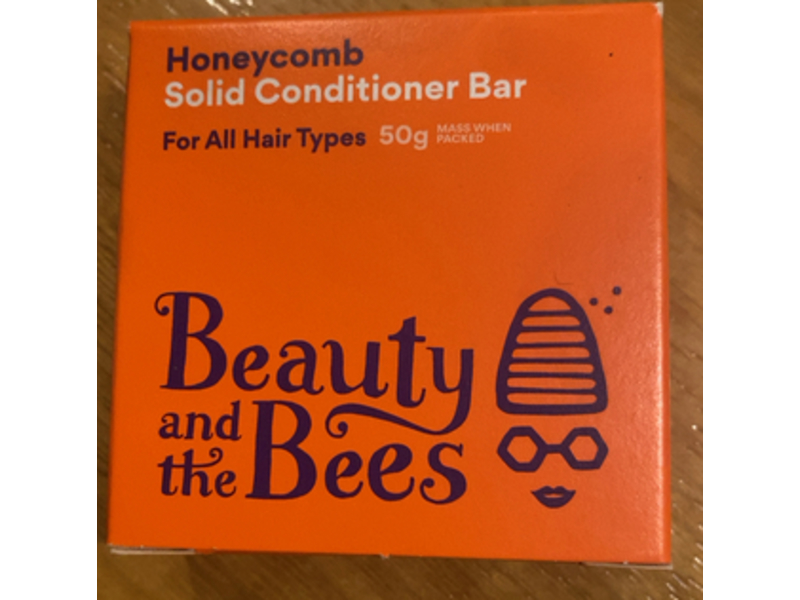 Honeycomb
Solid Conditioner Bar
For All Hair Types 50g MASS WHEN
PACKED
Beauty
and the Bees